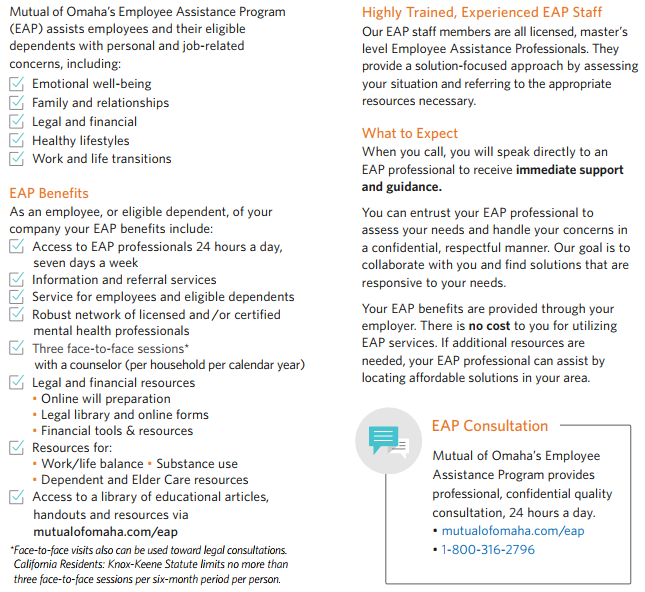 Mutual of Omaha's Employee Assistance Program
(EAP) assists employees and their eligible
dependents with personal and job-related
concerns, including:
Emotional well-being
Family and relationships
Legal and financial
Healthy lifestyles
Work and life transitions
EAP Benefits
As an employee, or eligible dependent, of your
company your EAP benefits include:
Access to EAP professionals 24 hours a day,
seven days a week
Information and referral services
Service for employees and eligible dependents
Robust network of licensed and/or certified
mental health professionals
Three face-to-face sessions*
with a counselor (per household per calendar year)
Legal and financial resources
• Online will preparation
• Legal library and online forms
• Financial tools & resources
Resources for:
• Work/life balance • Substance use
• Dependent and Elder Care resources
Access to a library of educational articles,
handouts and resources via
mutualofomaha.com/eap
*Face-to-face visits also can be used toward legal consultations.
California Residents: Knox-Keene Statute limits no more than
three face-to-face sessions per six-month period per person.
Highly Trained, Experienced EAP Staff
Our EAP staff members are all licensed, master's
level Employee Assistance Professionals. They
provide a solution-focused approach by assessing
your situation and referring to the appropriate
resources necessary.
What to Expect
When you call, you will speak directly to an
EAP professional to receive immediate support
and guidance.
You can entrust your EAP professional to
assess your needs and handle your concerns in
a confidential, respectful manner. Our goal is to
collaborate with you and find solutions that are
responsive to your needs.
Your EAP benefits are provided through your
employer. There is no cost to you for utilizing
EAP services. If additional resources are
needed, your EAP professional can assist by
locating affordable solutions in your area.
EAP Consultation
Mutual of Omaha's Employee
Assistance Program provides
professional, confidential quality
consultation, 24 hours a day.
• mutualofomaha.com/eap
• 1-800-316-2796